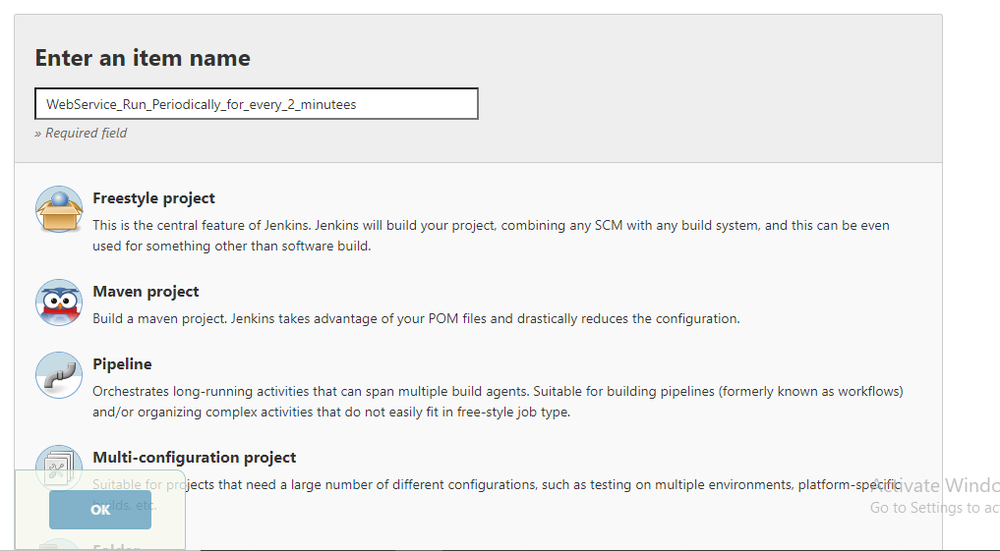 Enter an item name
WebService_Run_Periodically_for_every_2_minutees
» Required field
Freestyle project
This is the central feature of Jenkins. Jenkins will build your project, combining any SCM with any build system, and this can be even
used for something other than software build.
Maven project
Build a maven project. Jenkins takes advantage of your POM files and drastically reduces the configuration.
Pipeline
Orchestrates long-running activities that can span multiple build agents. Suitable for building pipelines (formerly known as workflows)
and/or organizing complex activities that do not easily fit in free-style job type.
Multi-configuration project
Suitable for projects that need a large number of different configurations, such as testing on multiple environments, platform-specific
builds, etc.
OK
Folder
Activate Windo
Go to Settings to ac